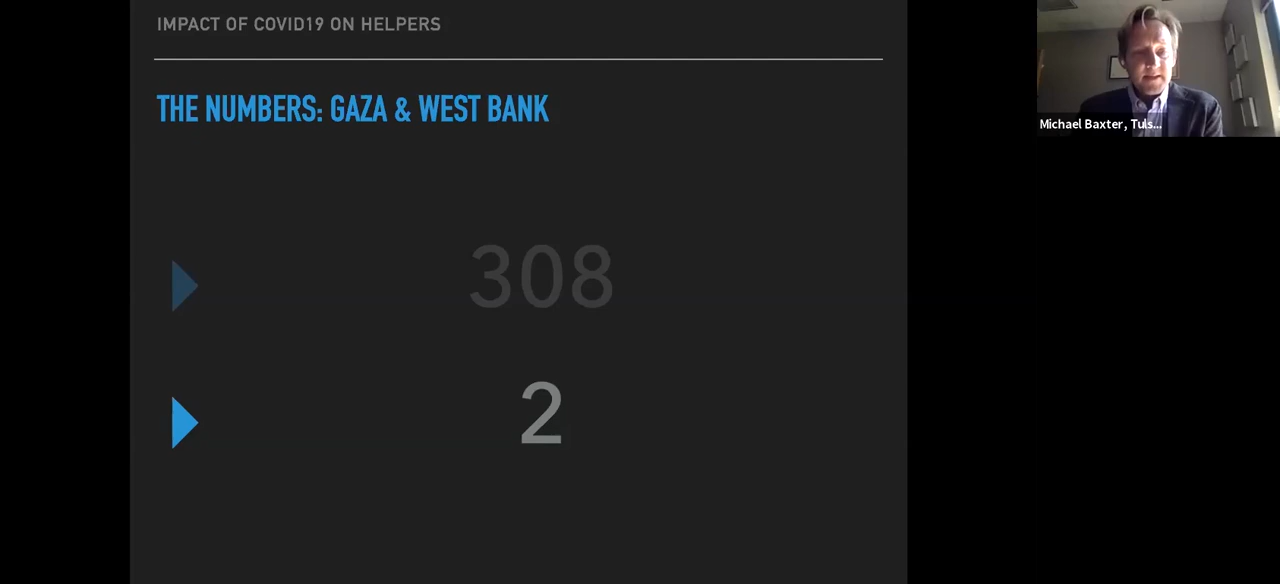 IMPACT OF COVID19 ON HELPERS
THE NUMBERS: GAZA & WEST BANK
308
2
Michael Baxter, Tuls...